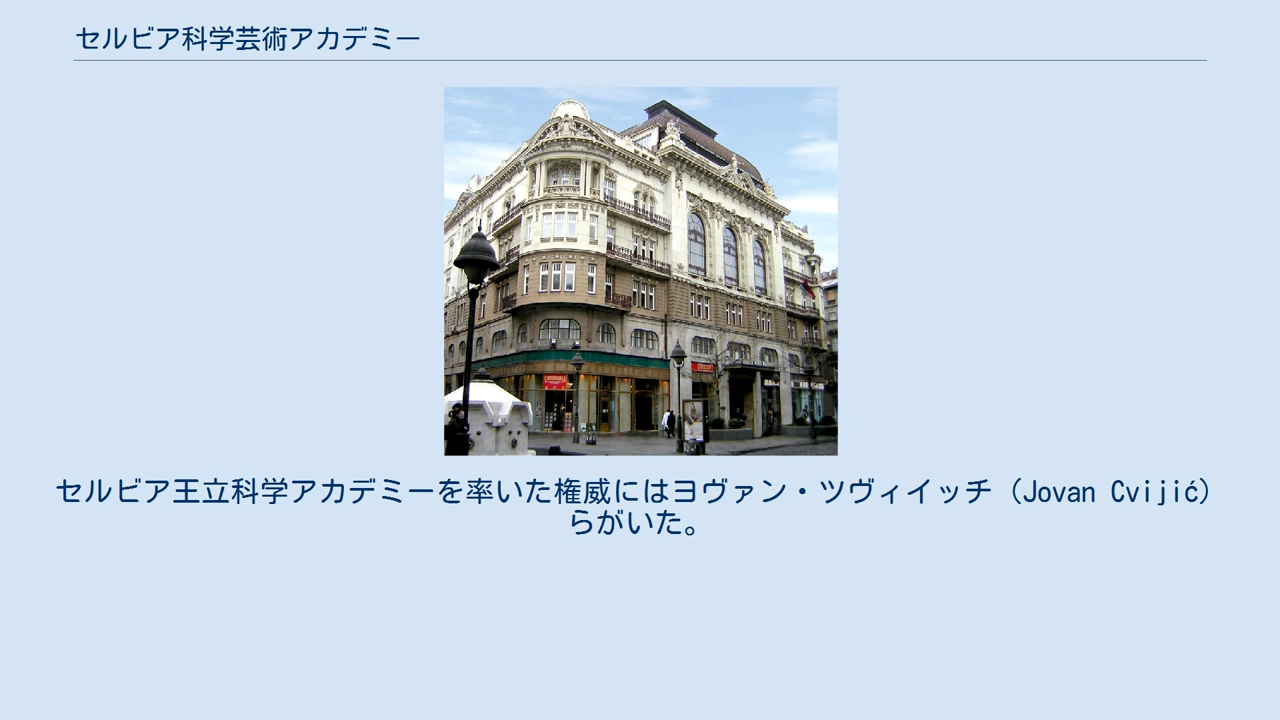 セルビア科学芸術アカデミー
セルビア王立科学アカデミーを率いた権威にはヨヴァン・ツヴィイッチ（Jovan Cvijić）
らがいた。